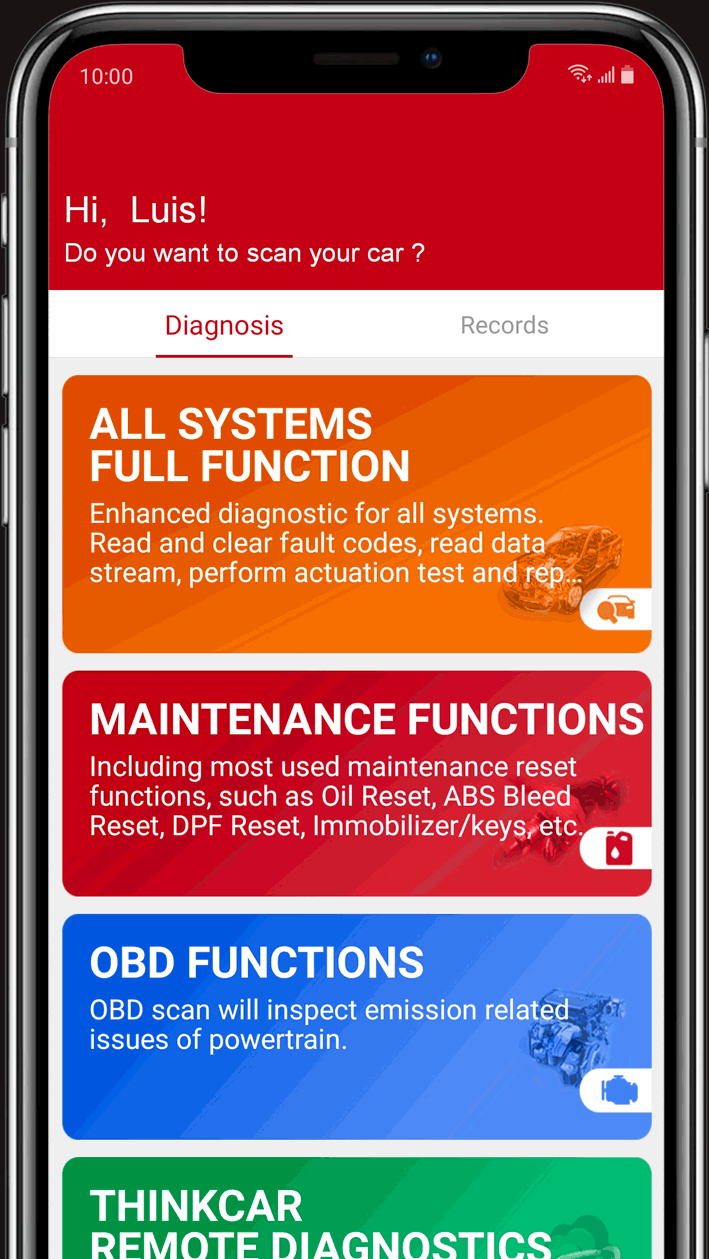 10:00
Hi, Luis!
Do you want to scan your car ?
Diagnosis
Records
ALL SYSTEMS
FULL FUNCTION
Enhanced diagnostic for all systems.
Read and clear fault codes, read data
stream, perform actuation test and rep...
MAINTENANCE FUNCTIONS
Including most used maintenance reset
functions, such as Oil Reset, ABS Bleed
Reset, DPF Reset, Immobilizer/keys, etc.
OBD FUNCTIONS
OBD scan will inspect emission related
issues of powertrain.
THINKCAR
REMOTE DIAGNOSTICS